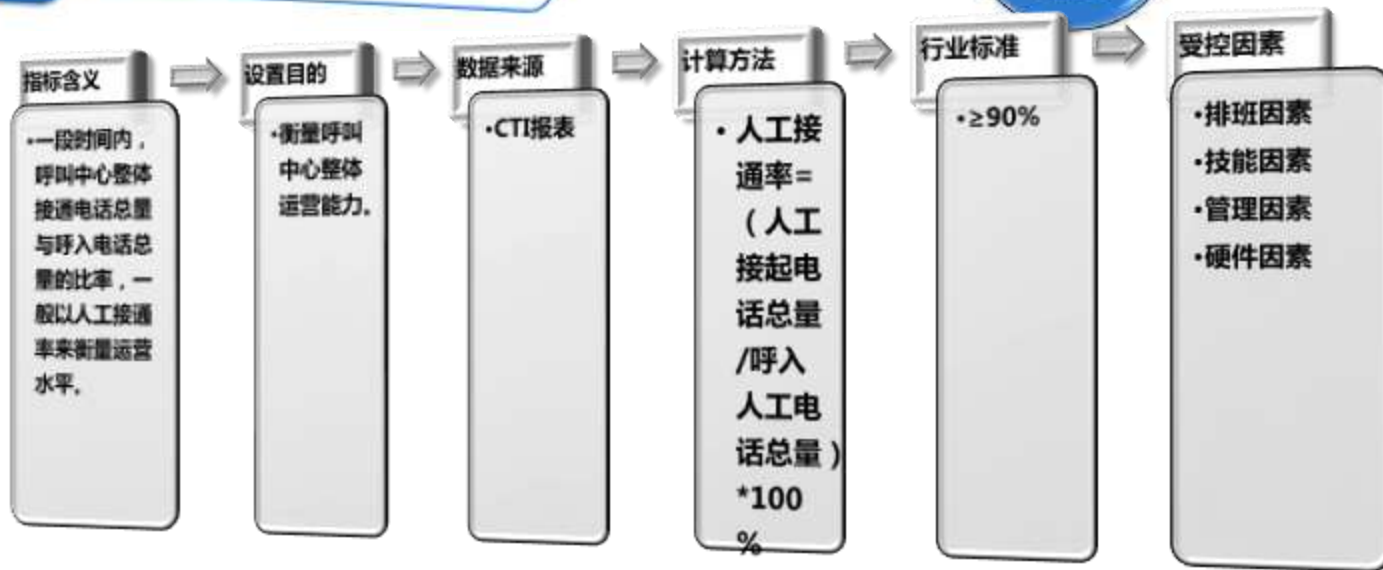 指标含义
·一段时间内，
呼叫中心整体
接通电话总量
与呼入电话总
量的比率，一
般以人工接通
率来衡量运营
水平。
设置目的
·衡量呼叫
中心整体
运营能力。
数据来源
·CTI报表
计算方法
· 人工接
通率=
（人工
接起电
话总量
/呼入
人工电
话总量）
*100
%
行业标准
·≥90%
受控因素
·排班因素
·技能因素
·管理因素
·硬件因素